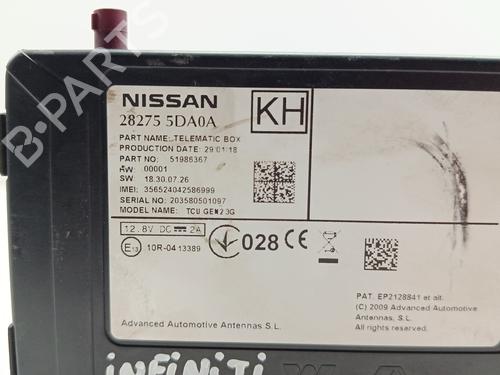 NISSAN
28275 5DA0A
KH
PART NAME: TELEMATIC BOX
PRODUCTION DATE: 29.01.18
PART No: 51986367
HW: 00001
SW: 18.30.07.26
IMEI: 356524042586999
SERIAL NO: 203580501097
MODEL NAME: TCU GEN2 3G
12.8V DC 2A
E13 10R-04 13389
028 CE
PAT. EP2128841 et alt.
(C) 2009 Advanced Automotive
Antennas, S.L.
All rights reserved.
Advanced Automotive Antennas S.L.
INFINITI
B-PARTS